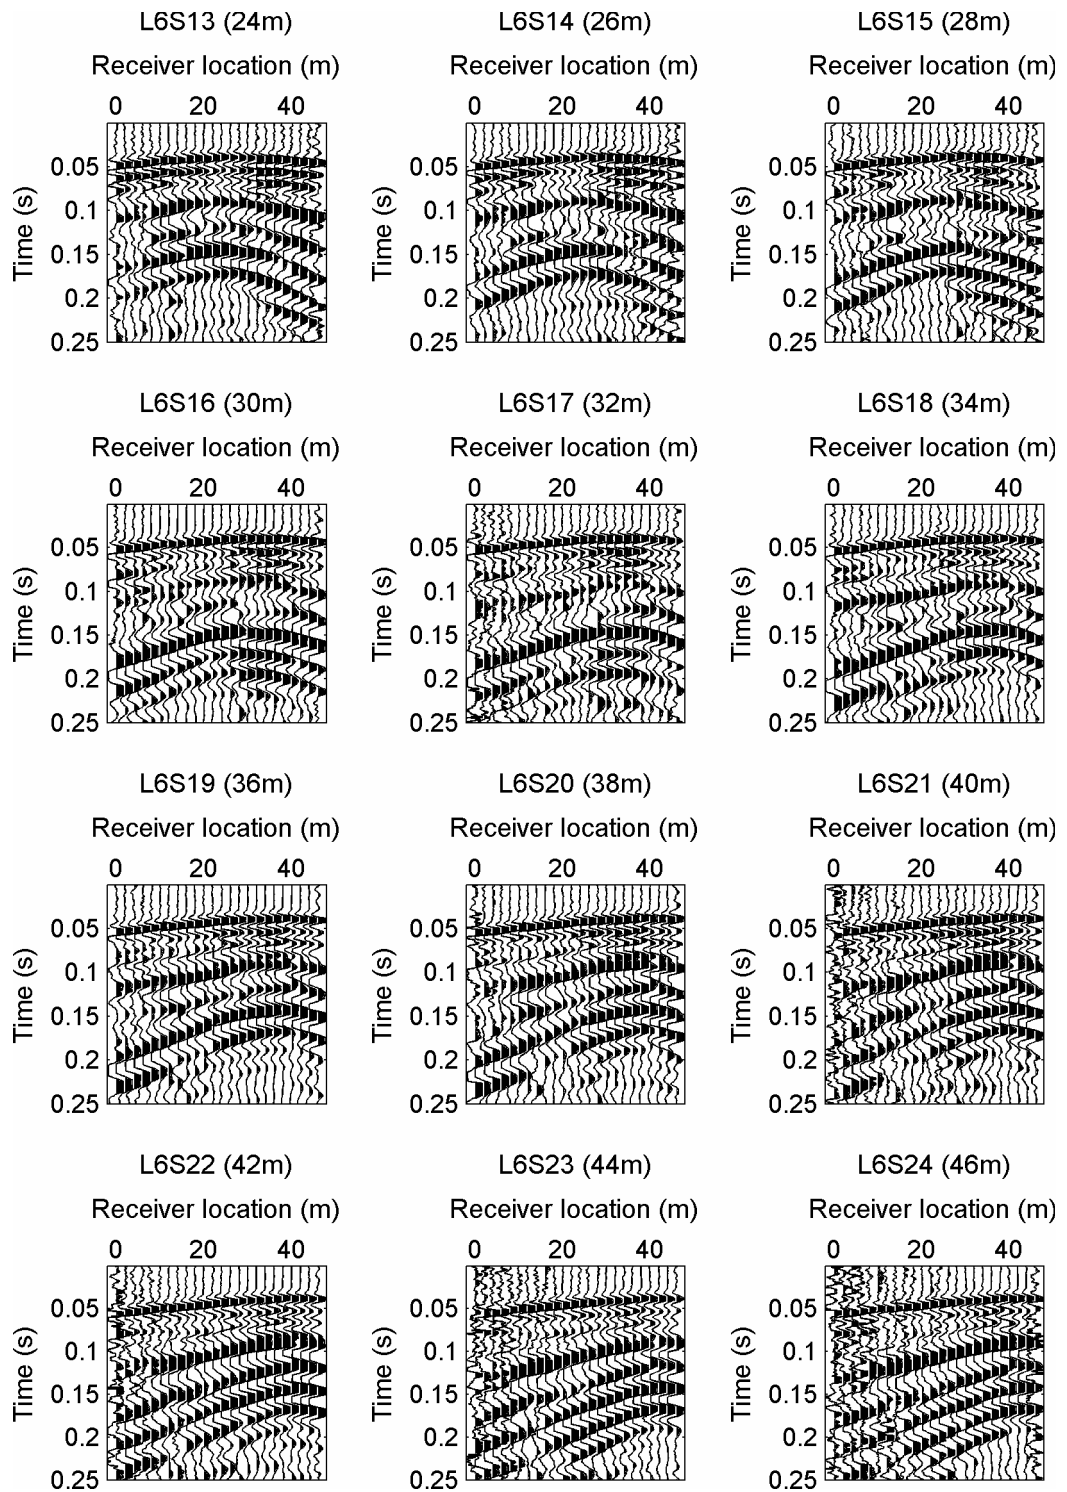 L6S13 (24m) L6S14 (26m) L6S15 (28m)
Receiver location (m) Receiver location (m) Receiver location (m)
0 20 40 0 20 40 0 20 40
Time (s) Time (s) Time (s)
0.05 0.05 0.05
0.1 0.1 0.1
0.15 0.15 0.15
0.2 0.2 0.2
0.25 0.25 0.25
L6S16 (30m) L6S17 (32m) L6S18 (34m)
Receiver location (m) Receiver location (m) Receiver location (m)
0 20 40 0 20 40 0 20 40
Time (s) Time (s) Time (s)
0.05 0.05 0.05
0.1 0.1 0.1
0.15 0.15 0.15
0.2 0.2 0.2
0.25 0.25 0.25
L6S19 (36m) L6S20 (38m) L6S21 (40m)
Receiver location (m) Receiver location (m) Receiver location (m)
0 20 40 0 20 40 0 20 40
Time (s) Time (s) Time (s)
0.05 0.05 0.05
0.1 0.1 0.1
0.15 0.15 0.15
0.2 0.2 0.2
0.25 0.25 0.25
L6S22 (42m) L6S23 (44m) L6S24 (46m)
Receiver location (m) Receiver location (m) Receiver location (m)
0 20 40 0 20 40 0 20 40
Time (s) Time (s) Time (s)
0.05 0.05 0.05
0.1 0.1 0.1
0.15 0.15 0.15
0.2 0.2 0.2
0.25 0.25 0.25